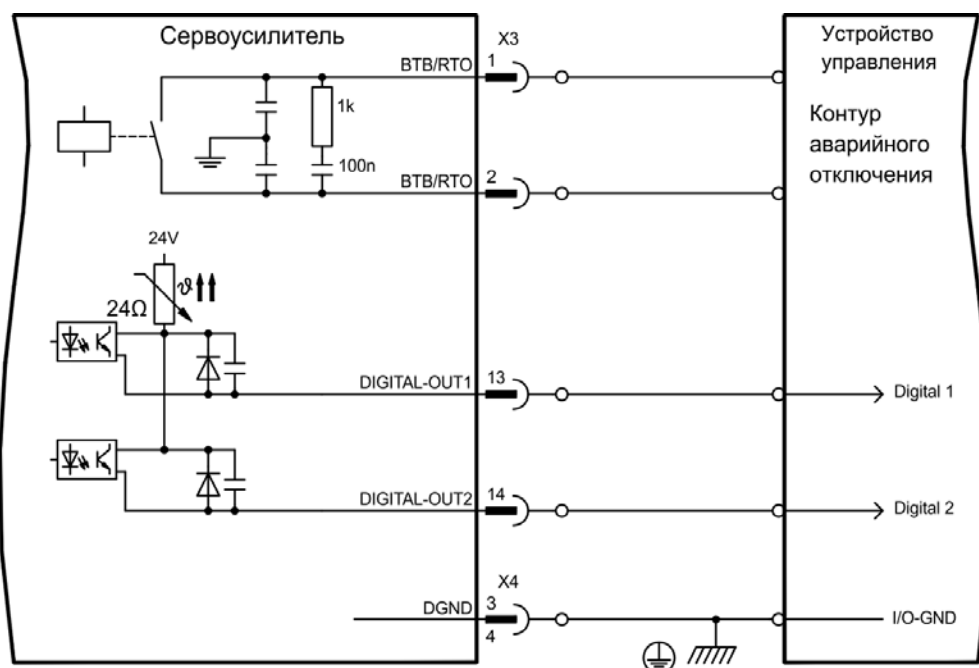 Сервоусилитель
X3
Устройство
управления
BTB/RTO
1
1k
Контур
аварийного
отключения
100n
BTB/RTO
2
24V
ϑ
24Ω
DIGITAL-OUT1
13
Digital 1
DIGITAL-OUT2
14
Digital 2
X4
DGND
3
4
I/O-GND